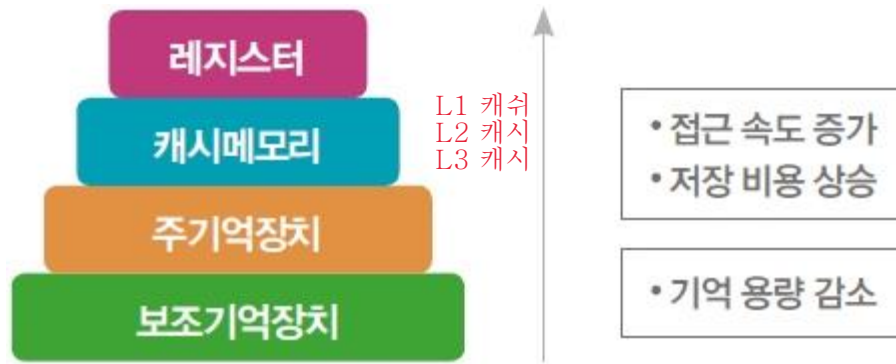 레지스터
캐시메모리
주기억장치
보조기억장치
L1 캐쉬
L2 캐시
L3 캐시
• 접근 속도 증가
• 저장 비용 상승
• 기억 용량 감소